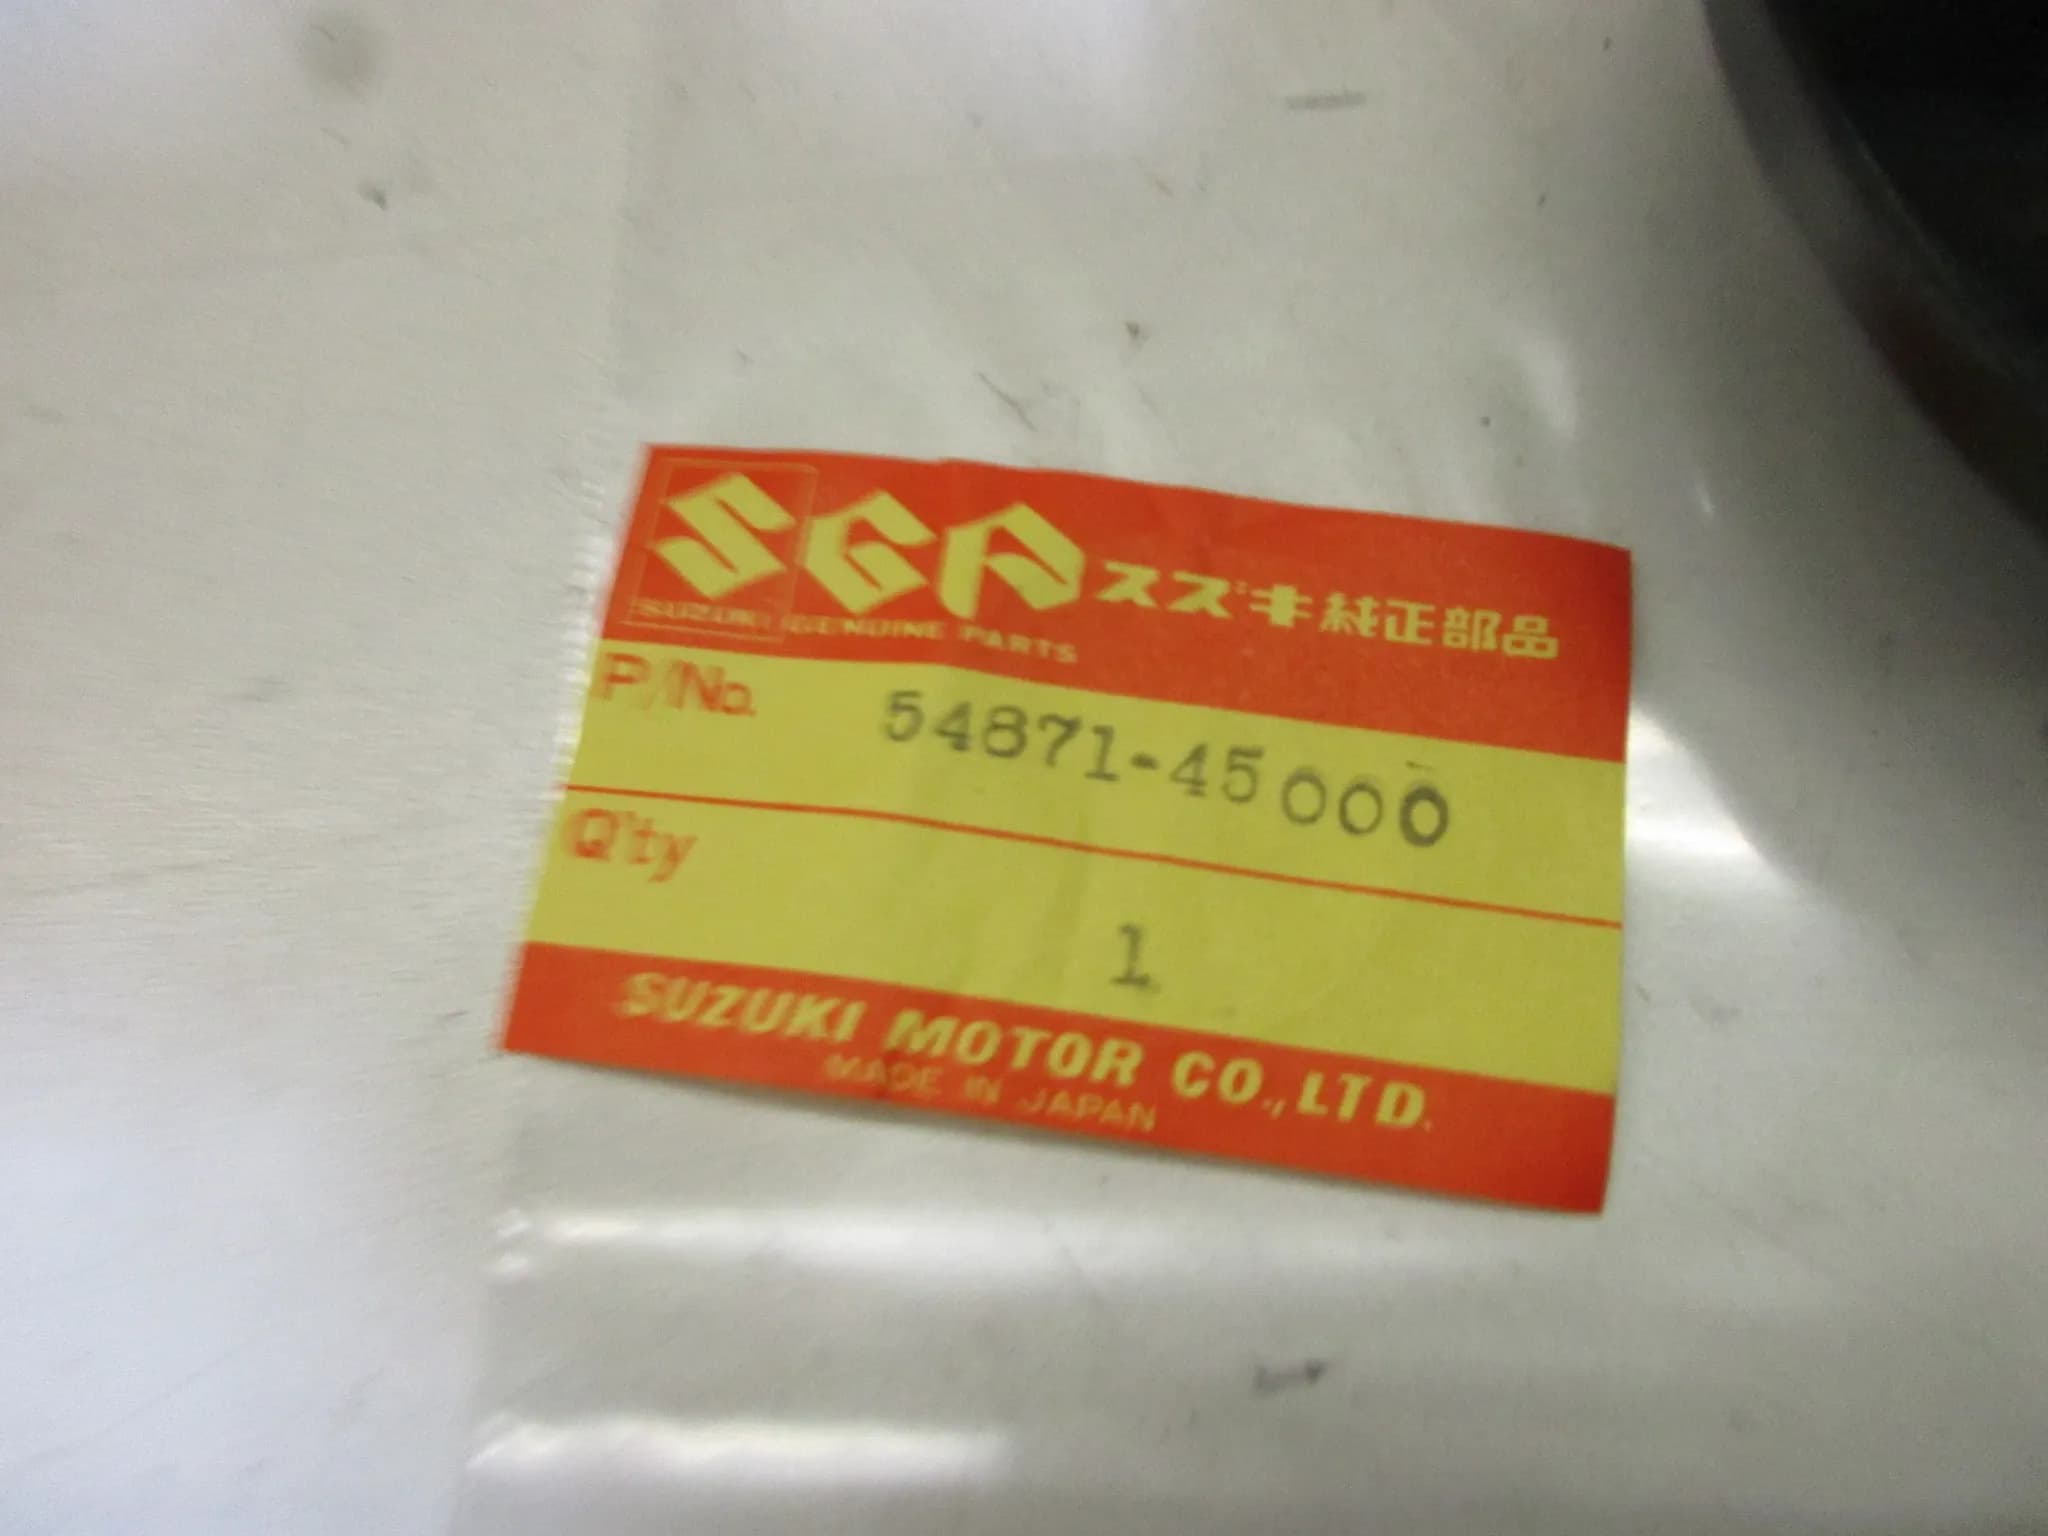 SGP スズキ純正部品
SUZUKI GENUINE PARTS
P/No. 54871-45000
Q'ty 1
SUZUKI MOTOR CO., LTD.
MADE IN JAPAN